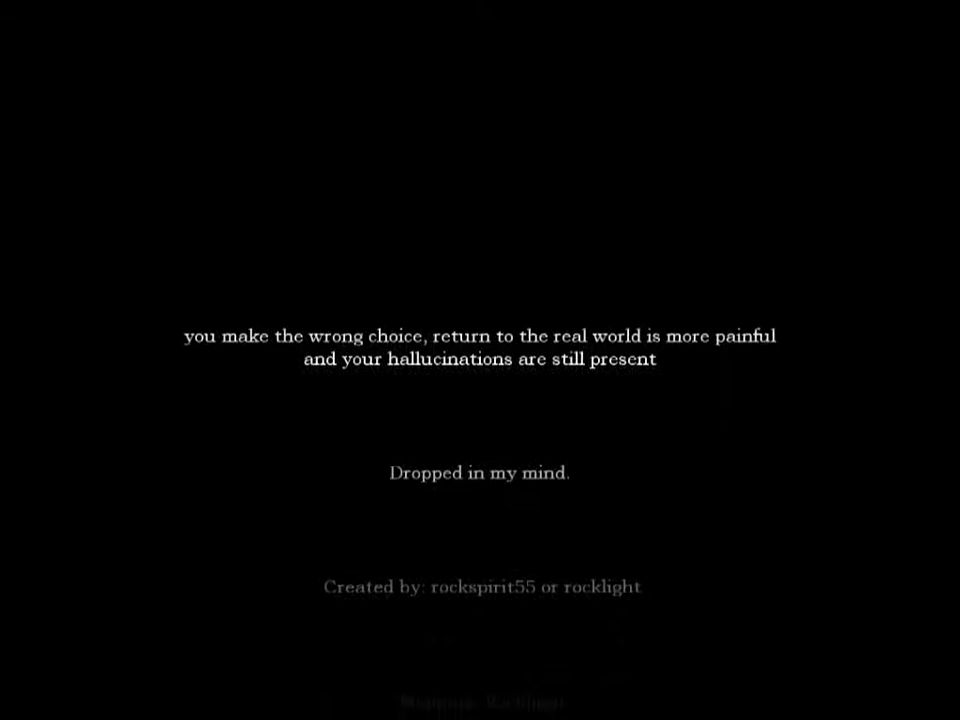 you make the wrong choice, return to the real world is more painful
and your hallucinations are still present
Dropped in my mind.
Created by: rockspirit55 or rocklight